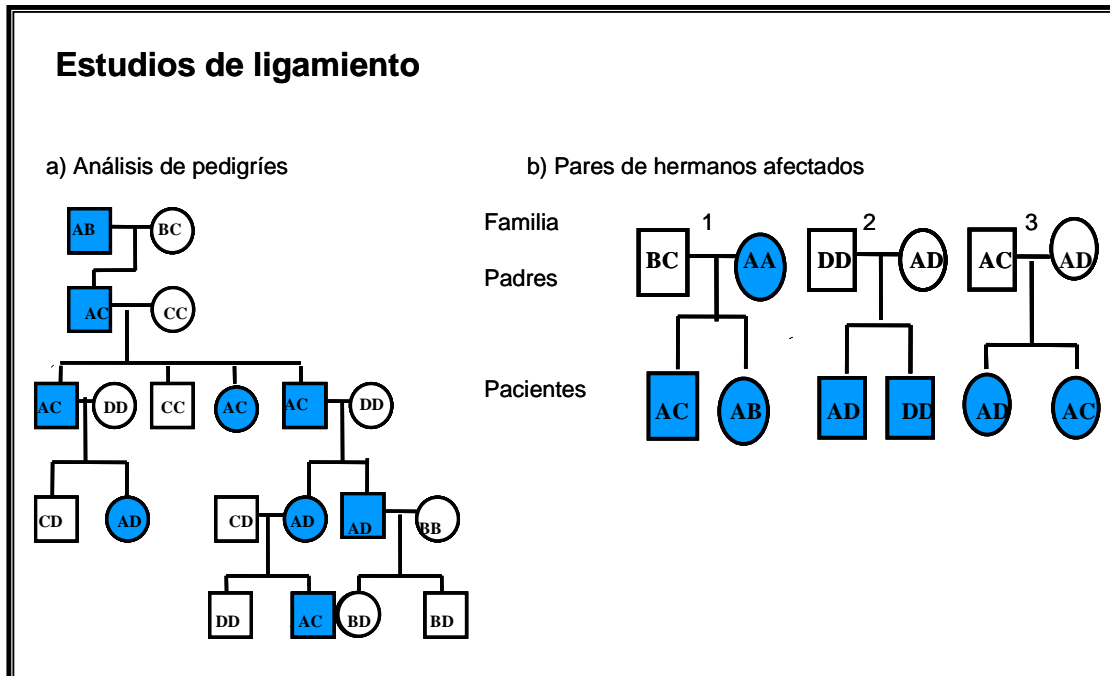 Estudios de ligamiento
a) Análisis de pedigríes
AB BC
AC CC
AC DD CC AC AC DD
CD AD CD AD AD BB
DD AC BD BD
b) Pares de hermanos afectados
Familia 1 2 3
Padres BC AA DD AD AC AD
Pacientes AC AB AD DD AD AC